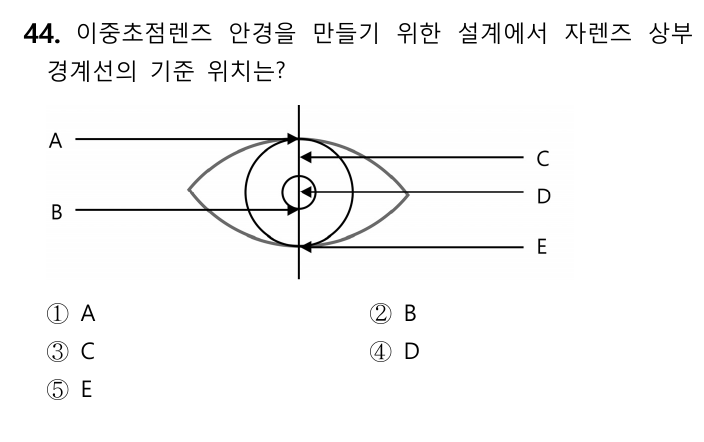 44. 이중초점렌즈 안경을 만들기 위한 설계에서 자렌즈 상부
경계선의 기준 위치는?
A
C
D
B
E
① A
② B
③ C
④ D
⑤ E